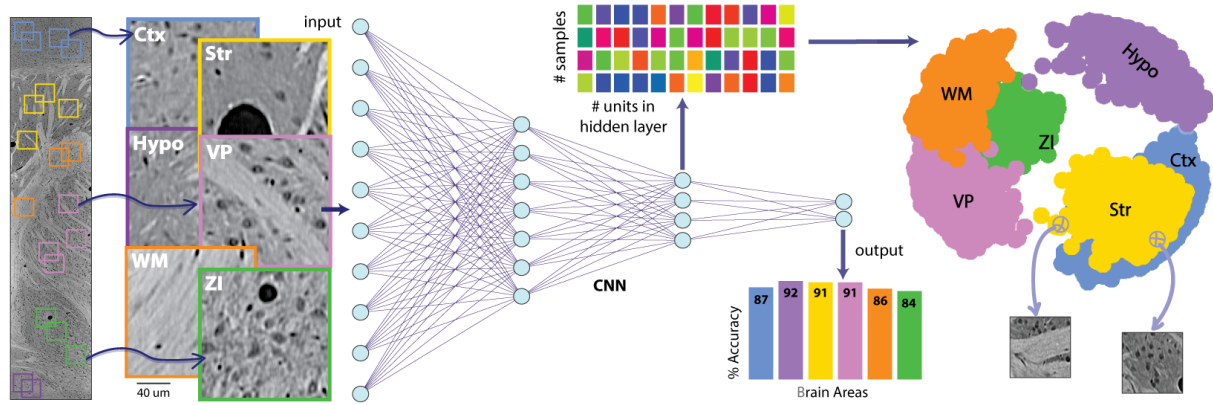 Ctx
Str
Hypo
VP
WM
ZI
40 um
input
# samples
# units in
hidden layer
CNN
output
% Accuracy
87
92
91
91
86
84
Brain Areas
WM
ZI
VP
Hypo
Ctx
Str